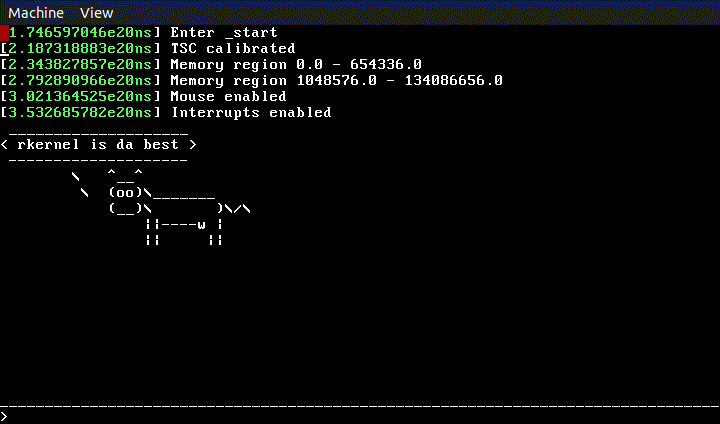 Machine View
[1.746597046e20ns] Enter _start
[2.187318883e20ns] TSC calibrated
[2.343827857e20ns] Memory region 0.0 - 654336.0
[2.792890966e20ns] Memory region 1048576.0 - 134086656.0
[3.021364525e20ns] Mouse enabled
[3.532685782e20ns] Interrupts enabled
 ____________________
< rkernel is da best >
 --------------------
        \   ^__^
         \  (oo)\_______
            (__)\       )\/\
                ||----w |
                ||     ||
>